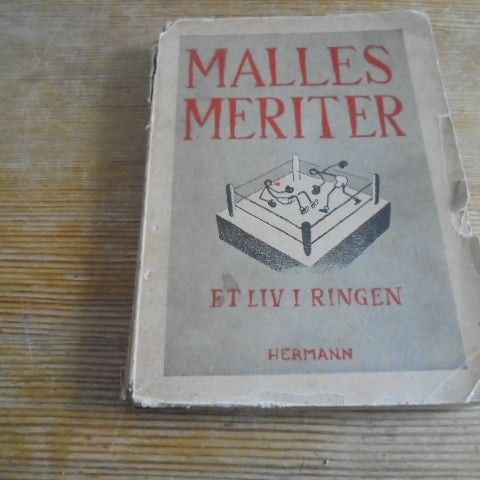 MALLES
MERITER
ET LIV I RINGEN
HERMANN